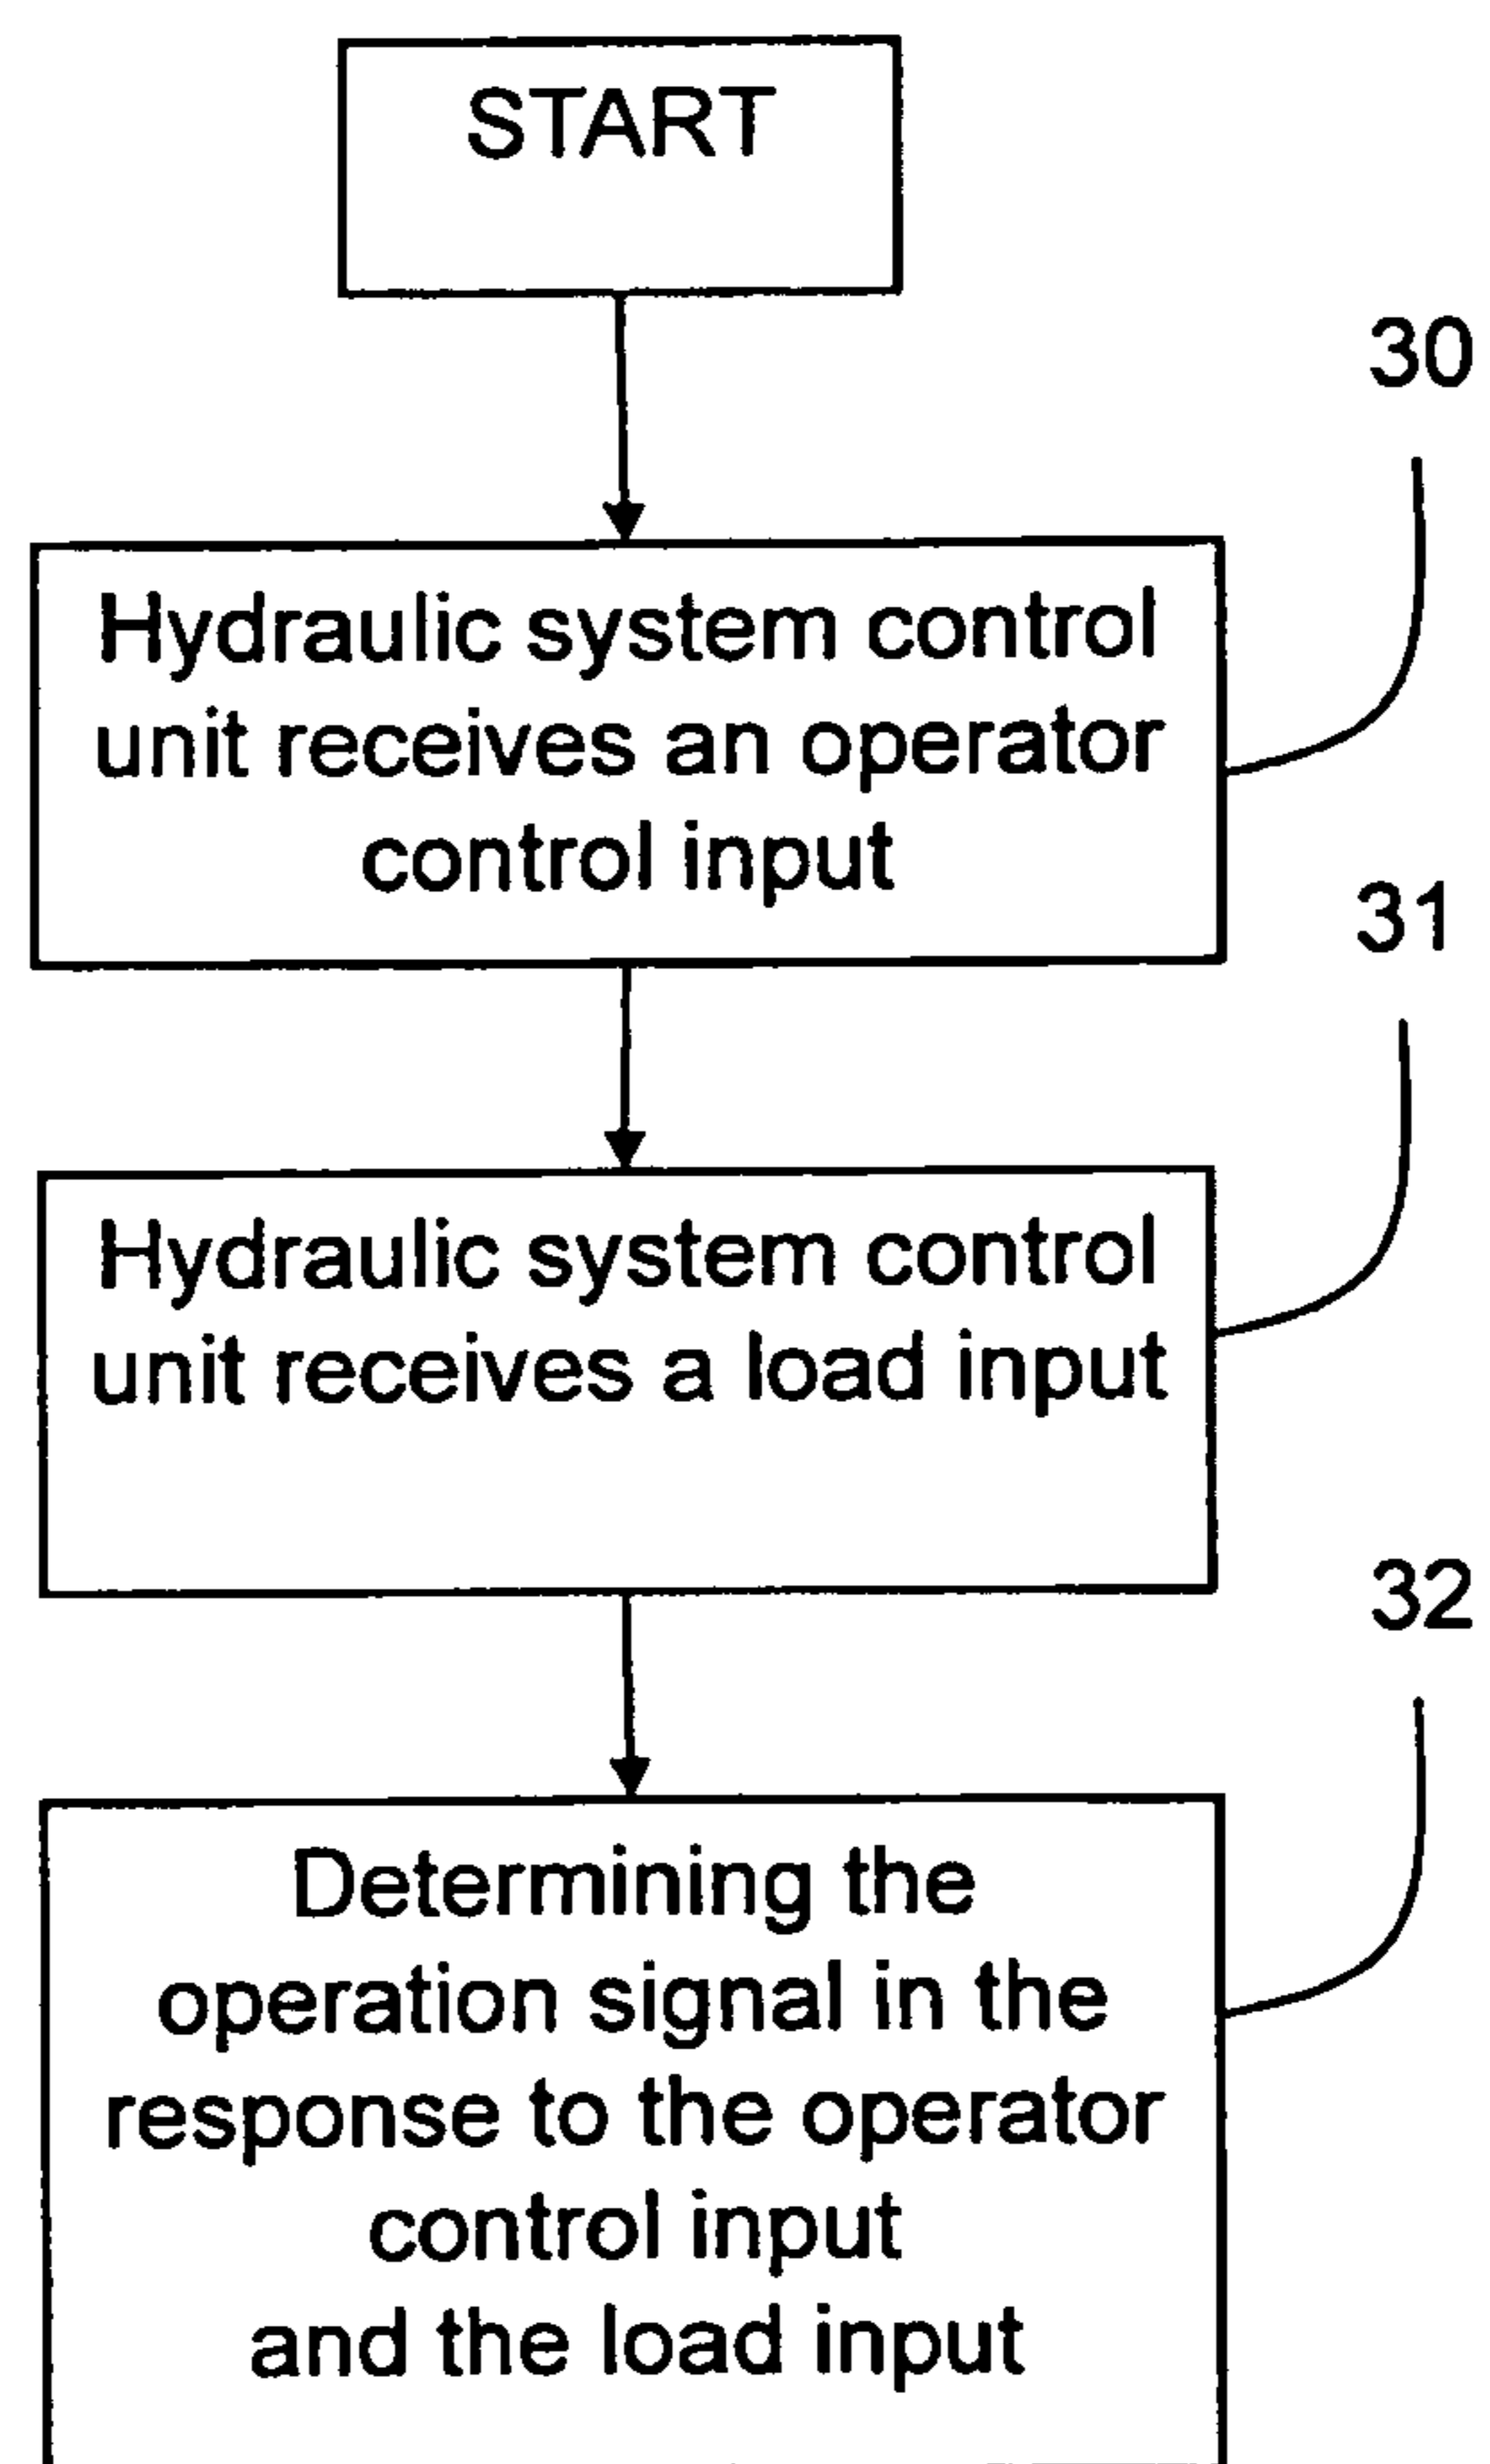 START
30
Hydraulic system control
unit receives an operator
control input
31
Hydraulic system control
unit receives a load input
32
Determining the
operation signal in the
response to the operator
control input
and the load input